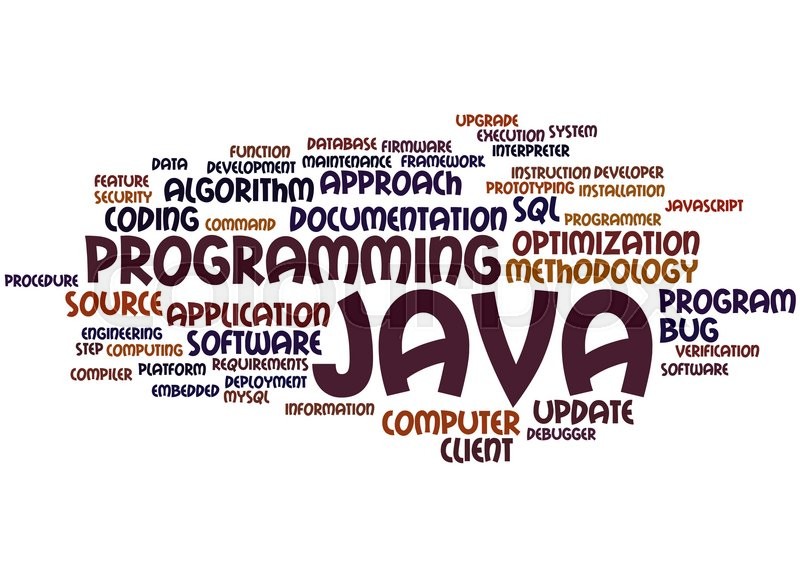 UPGRADE
EXECUTION SYSTEM
DATABASE FIRMWARE INTERPRETER
FUNCTION
DATA DEVELOPMENT MAINTENANCE FRAMEWORK
FEATURE ALGORITHM APPROACH INSTRUCTION DEVELOPER
SECURITY PROTOTYPING INSTALLATION
CODING COMMAND DOCUMENTATION SQL PROGRAMMER JAVASCRIPT
PROGRAMMING OPTIMIZATION
METHODOLOGY
PROCEDURE
SOURCE APPLICATION JAVA PROGRAM
ENGINEERING SOFTWARE BUG
STEP COMPUTING VERIFICATION
COMPILER PLATFORM REQUIREMENTS SOFTWARE
EMBEDDED DEPLOYMENT
MYSQL
INFORMATION COMPUTER UPDATE
CLIENT DEBUGGER